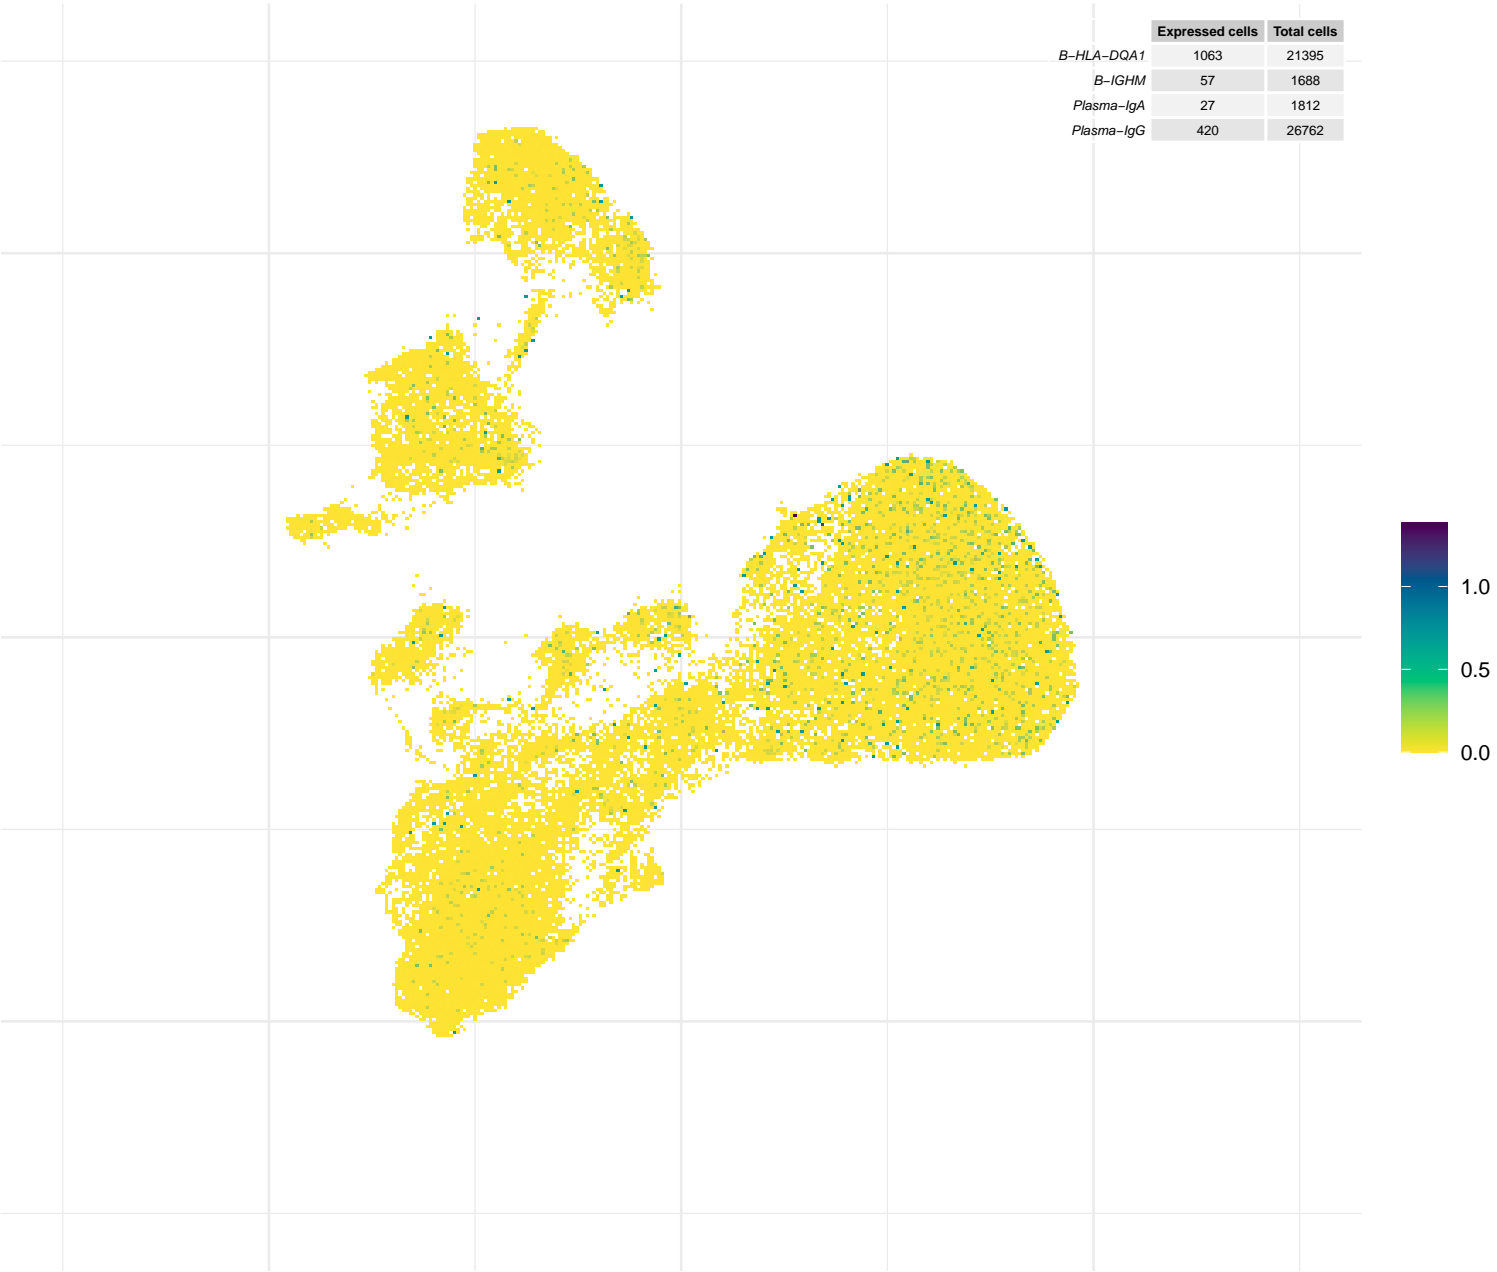 Expressed cells Total cells
B-HLA-DQA1 1063 21395
B-IGHM 57 1688
Plasma-IgA 27 1812
Plasma-IgG 420 26762
1.0
0.5
0.0